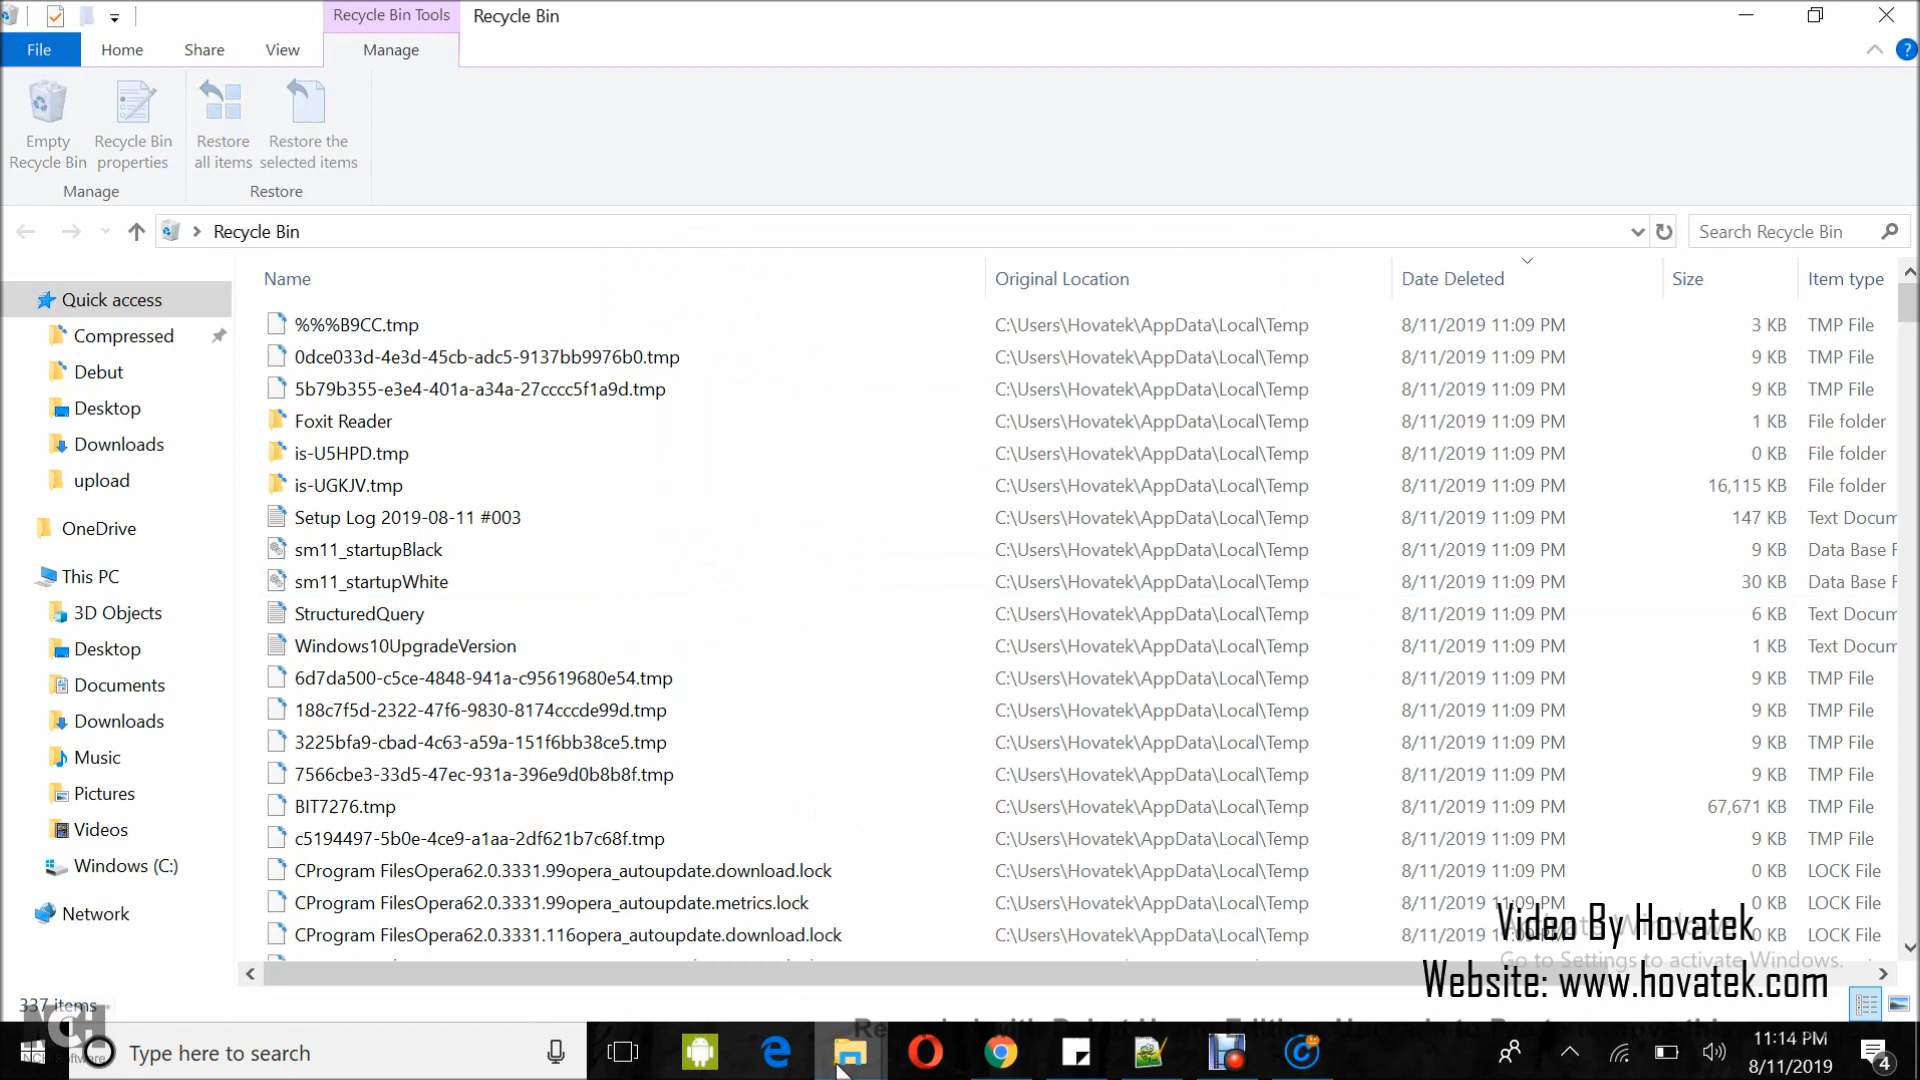 Recycle Bin Tools Recycle Bin
File Home Share View Manage
Empty Recycle Bin Restore Restore the
Recycle Bin properties all items selected items
Manage Restore
Recycle Bin Search Recycle Bin
Name Original Location Date Deleted Size Item type
Quick access
Compressed
Debut
Desktop
Downloads
upload
OneDrive
This PC
3D Objects
Desktop
Documents
Downloads
Music
Pictures
Videos
Windows (C:)
Network
%%%B9CC.tmp C:\Users\Hovatek\AppData\Local\Temp 8/11/2019 11:09 PM 3 KB TMP File
0dce033d-4e3d-45cb-adc5-9137bb9976b0.tmp C:\Users\Hovatek\AppData\Local\Temp 8/11/2019 11:09 PM 9 KB TMP File
5b79b355-e3e4-401a-a34a-27cccc5f1a9d.tmp C:\Users\Hovatek\AppData\Local\Temp 8/11/2019 11:09 PM 9 KB TMP File
Foxit Reader C:\Users\Hovatek\AppData\Local\Temp 8/11/2019 11:09 PM 1 KB File folder
is-U5HPD.tmp C:\Users\Hovatek\AppData\Local\Temp 8/11/2019 11:09 PM 0 KB File folder
is-UGKJV.tmp C:\Users\Hovatek\AppData\Local\Temp 8/11/2019 11:09 PM 16,115 KB File folder
Setup Log 2019-08-11 #003 C:\Users\Hovatek\AppData\Local\Temp 8/11/2019 11:09 PM 147 KB Text Docum
sm11_startupBlack C:\Users\Hovatek\AppData\Local\Temp 8/11/2019 11:09 PM 9 KB Data Base F
sm11_startupWhite C:\Users\Hovatek\AppData\Local\Temp 8/11/2019 11:09 PM 30 KB Data Base F
StructuredQuery C:\Users\Hovatek\AppData\Local\Temp 8/11/2019 11:09 PM 6 KB Text Docum
Windows10UpgradeVersion C:\Users\Hovatek\AppData\Local\Temp 8/11/2019 11:09 PM 1 KB Text Docum
6d7da500-c5ce-4848-941a-c95619680e54.tmp C:\Users\Hovatek\AppData\Local\Temp 8/11/2019 11:09 PM 9 KB TMP File
188c7f5d-2322-47f6-9830-8174cccde99d.tmp C:\Users\Hovatek\AppData\Local\Temp 8/11/2019 11:09 PM 9 KB TMP File
3225bfa9-cbad-4c63-a59a-151f6bb38ce5.tmp C:\Users\Hovatek\AppData\Local\Temp 8/11/2019 11:09 PM 9 KB TMP File
7566cbe3-33d5-47ec-931a-396e9d0b8b8f.tmp C:\Users\Hovatek\AppData\Local\Temp 8/11/2019 11:09 PM 9 KB TMP File
BIT7276.tmp C:\Users\Hovatek\AppData\Local\Temp 8/11/2019 11:09 PM 67,671 KB TMP File
c5194497-5b0e-4ce9-a1aa-2df621b7c68f.tmp C:\Users\Hovatek\AppData\Local\Temp 8/11/2019 11:09 PM 9 KB TMP File
CProgram FilesOpera62.0.3331.99opera_autoupdate.download.lock C:\Users\Hovatek\AppData\Local\Temp 8/11/2019 11:09 PM 0 KB LOCK File
CProgram FilesOpera62.0.3331.99opera_autoupdate.metrics.lock C:\Users\Hovatek\AppData\Local\Temp 8/11/2019 11:09 PM 0 KB LOCK File
CProgram FilesOpera62.0.3331.116opera_autoupdate.download.lock C:\Users\Hovatek\AppData\Local\Temp 8/11/2019 11:09 PM 0 KB LOCK File
Video By Hovatek
Go to Settings to activate Windows.
Website: www.hovatek.com
337 items
NCH Software
Type here to search
11:14 PM
8/11/2019
4